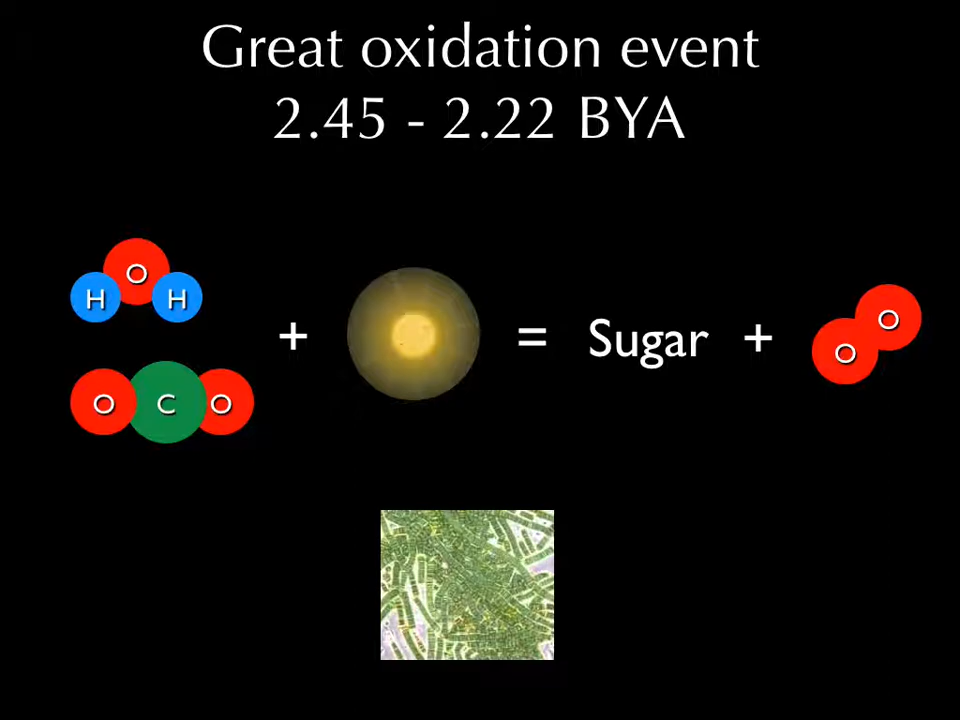 Great oxidation event
2.45 - 2.22 BYA
O
H H
+ = Sugar + O
O
O C O